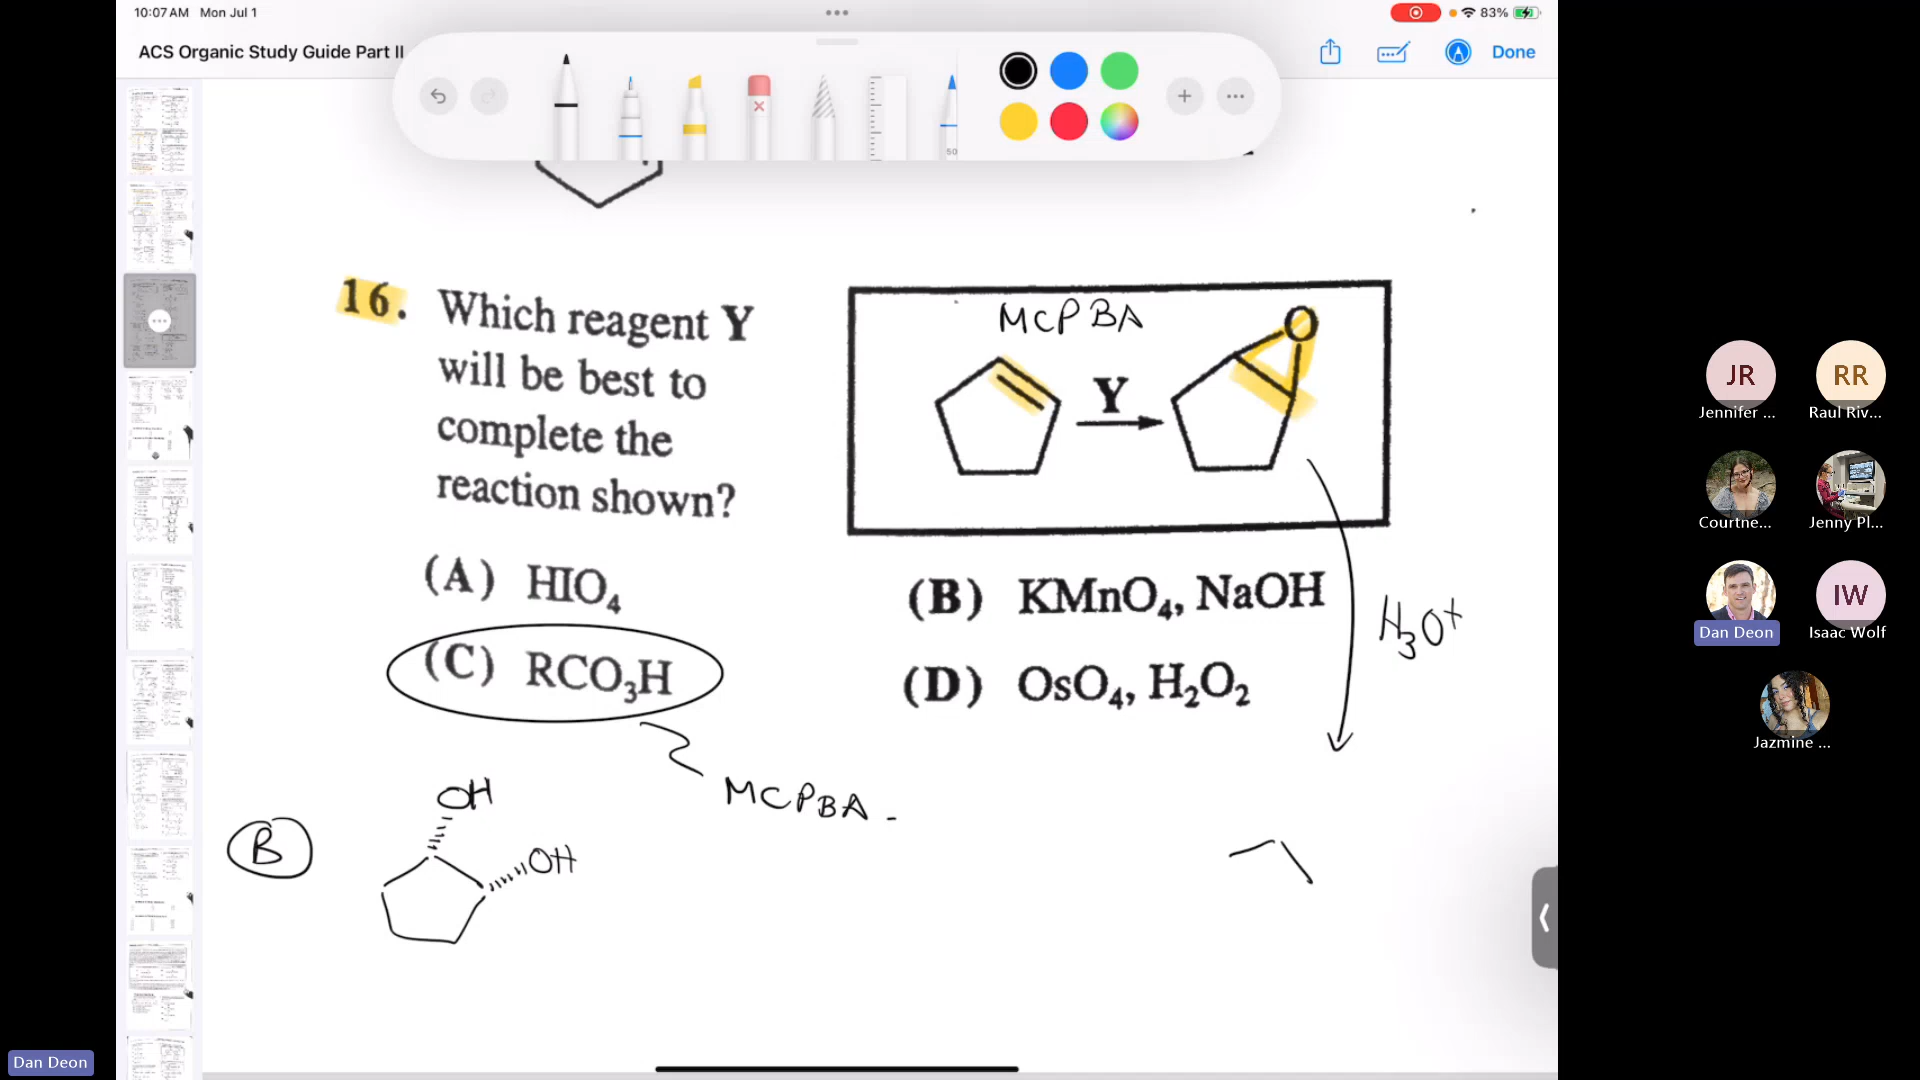 10:07 AM Mon Jul 1
83%
ACS Organic Study Guide Part II
Done
50
16. Which reagent Y
will be best to
complete the
reaction shown?
MCPBA
O
Y
(A) HIO4
(B) KMnO4, NaOH
(C) RCO3H
(D) OsO4, H2O2
H3O+
MCPBA
B
OH
OH
JR
Jennifer ...
RR
Raul Riv...
Courtne...
Jenny Pl...
Dan Deon
IW
Isaac Wolf
Jazmine ...
Dan Deon